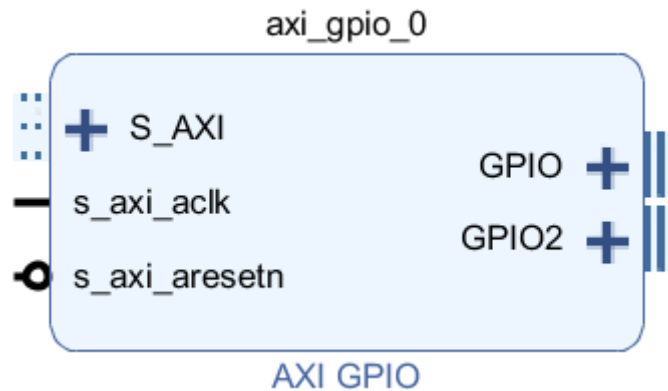 axi_gpio_0
S_AXI
s_axi_aclk
s_axi_aresetn
GPIO
GPIO2
AXI GPIO